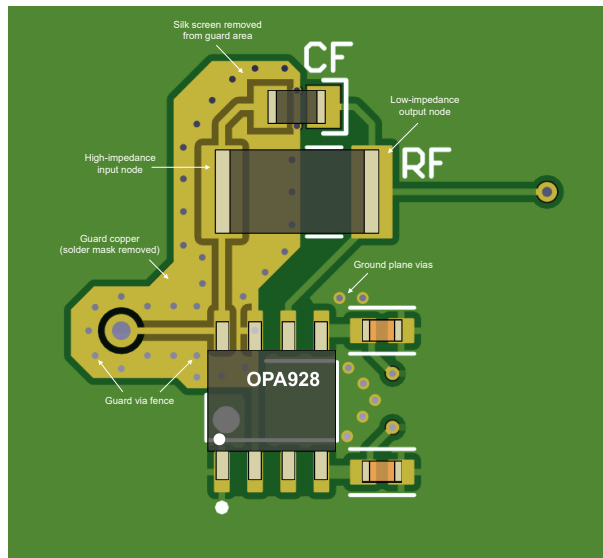 Silk screen removed
from guard area
CF
Low-impedance
output node
High-impedance
input node
RF
Guard copper
(solder mask removed)
Ground plane vias
OPA928
Guard via fence